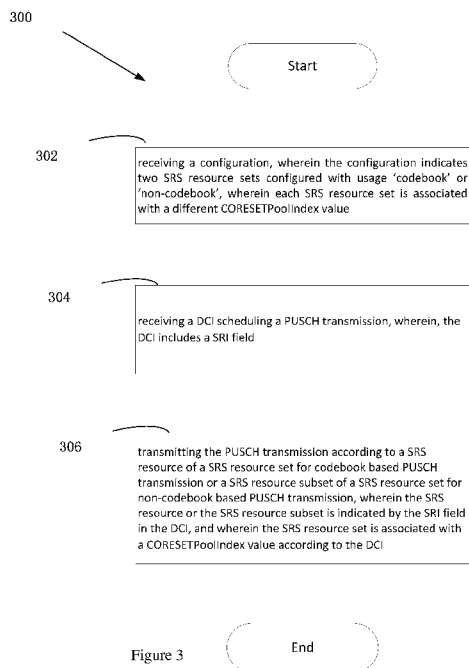 300
Start
302
receiving a configuration, wherein the configuration indicates
two SRS resource sets configured with usage 'codebook' or
'non-codebook', wherein each SRS resource set is associated
with a different CORESETPoolIndex value
304
receiving a DCI scheduling a PUSCH transmission, wherein, the
DCI includes a SRI field
306
transmitting the PUSCH transmission according to a SRS
resource of a SRS resource set for codebook based PUSCH
transmission or a SRS resource subset of a SRS resource set for
non-codebook based PUSCH transmission, wherein the SRS
resource or the SRS resource subset is indicated by the SRI field
in the DCI, and wherein the SRS resource set is associated with
a CORESETPoolIndex value according to the DCI
End
Figure 3